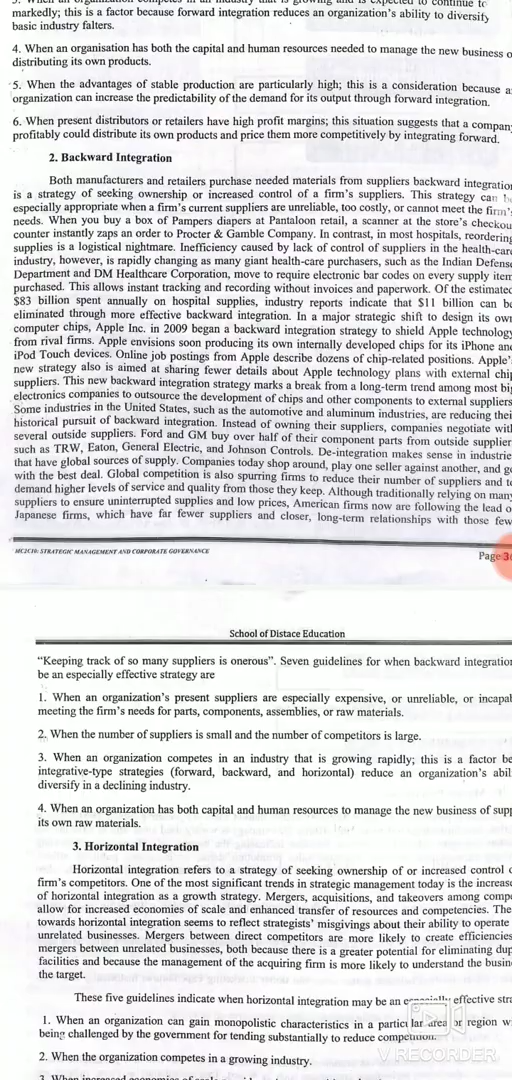 markedly; this is a factor because forward integration reduces an organization's ability to diversify
basic industry falters.
4. When an organisation has both the capital and human resources needed to manage the new business o
distributing its own products.
5. When the advantages of stable production are particularly high; this is a consideration because a
organization can increase the predictability of the demand for its output through forward integration.
6. When present distributors or retailers have high profit margins; this situation suggests that a company
profitably could distribute its own products and price them more competitively by integrating forward.
2. Backward Integration
Both manufacturers and retailers purchase needed materials from suppliers backward integration
is a strategy of seeking ownership or increased control of a firm's suppliers. This strategy can be
especially appropriate when a firm's current suppliers are unreliable, too costly, or cannot meet the firm's
needs. When you buy a box of Pampers diapers at Pantaloon retail, a scanner at the store's checkou
counter instantly zaps an order to Procter & Gamble Company. In contrast, in most hospitals, reordering
supplies is a logistical nightmare. Inefficiency caused by lack of control of suppliers in the health-care
industry, however, is rapidly changing as many giant health-care purchasers, such as the Indian Defense
Department and DM Healthcare Corporation, move to require electronic bar codes on every supply item
purchased. This allows instant tracking and recording without invoices and paperwork. Of the estimated
$83 billion spent annually on hospital supplies, industry reports indicate that $11 billion can be
eliminated through more effective backward integration. In a major strategic shift to design its own
computer chips, Apple Inc. in 2009 began a backward integration strategy to shield Apple technology
from rival firms. Apple envisions soon producing its own internally developed chips for its iPhone and
iPod Touch devices. Online job postings from Apple describe dozens of chip-related positions. Apple'
new strategy also is aimed at sharing fewer details about Apple technology plans with external chip
suppliers. This new backward integration strategy marks a break from a long-term trend among most big
electronics companies to outsource the development of chips and other components to external suppliers
Some industries in the United States, such as the automotive and aluminum industries, are reducing thei
historical pursuit of backward integration. Instead of owning their suppliers, companies negotiate with
several outside suppliers. Ford and GM buy over half of their component parts from outside supplier
such as TRW, Eaton, General Electric, and Johnson Controls. De-integration makes sense in industrie
that have global sources of supply. Companies today shop around, play one seller against another, and go
with the best deal. Global competition is also spurring firms to reduce their number of suppliers and to
demand higher levels of service and quality from those they keep. Although traditionally relying on many
suppliers to ensure uninterrupted supplies and low prices, American firms now are following the lead o
Japanese firms, which have far fewer suppliers and closer, long-term relationships with those few
MC2C10: STRATEGIC MANAGEMENT AND CORPORATE GOVERNANCE
Page 36
School of Distace Education
"Keeping track of so many suppliers is onerous". Seven guidelines for when backward integration
be an especially effective strategy are
1. When an organization's present suppliers are especially expensive, or unreliable, or incapab
meeting the firm's needs for parts, components, assemblies, or raw materials.
2. When the number of suppliers is small and the number of competitors is large.
3. When an organization competes in an industry that is growing rapidly; this is a factor be
integrative-type strategies (forward, backward, and horizontal) reduce an organization's abil
diversify in a declining industry.
4. When an organization has both capital and human resources to manage the new business of supp
its own raw materials.
3. Horizontal Integration
Horizontal integration refers to a strategy of seeking ownership of or increased control o
firm's competitors. One of the most significant trends in strategic management today is the increase
of horizontal integration as a growth strategy. Mergers, acquisitions, and takeovers among compe
allow for increased economies of scale and enhanced transfer of resources and competencies. The
towards horizontal integration seems to reflect strategists' misgivings about their ability to operate
unrelated businesses. Mergers between direct competitors are more likely to create efficiencies
mergers between unrelated businesses, both because there is a greater potential for eliminating dup
facilities and because the management of the acquiring firm is more likely to understand the busine
the target.
These five guidelines indicate when horizontal integration may be an especially effective stra
1. When an organization can gain monopolistic characteristics in a particular area or region w
being challenged by the government for tending substantially to reduce competition.
2. When the organization competes in a growing industry.
V RECORDER